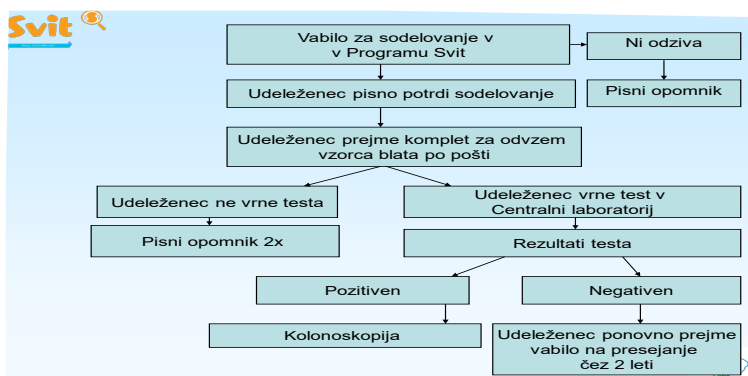 Svit
Vabilo za sodelovanje v
v Programu Svit
Ni odziva
Udeleženec pisno potrdi sodelovanje
Pisni opomnik
Udeleženec prejme komplet za odvzem
vzorca blata po pošti
Udeleženec ne vrne testa
Udeleženec vrne test v
Centralni laboratorij
Pisni opomnik 2x
Rezultati testa
Pozitiven
Negativen
Kolonoskopija
Udeleženec ponovno prejme
vabilo na presejanje
čez 2 leti